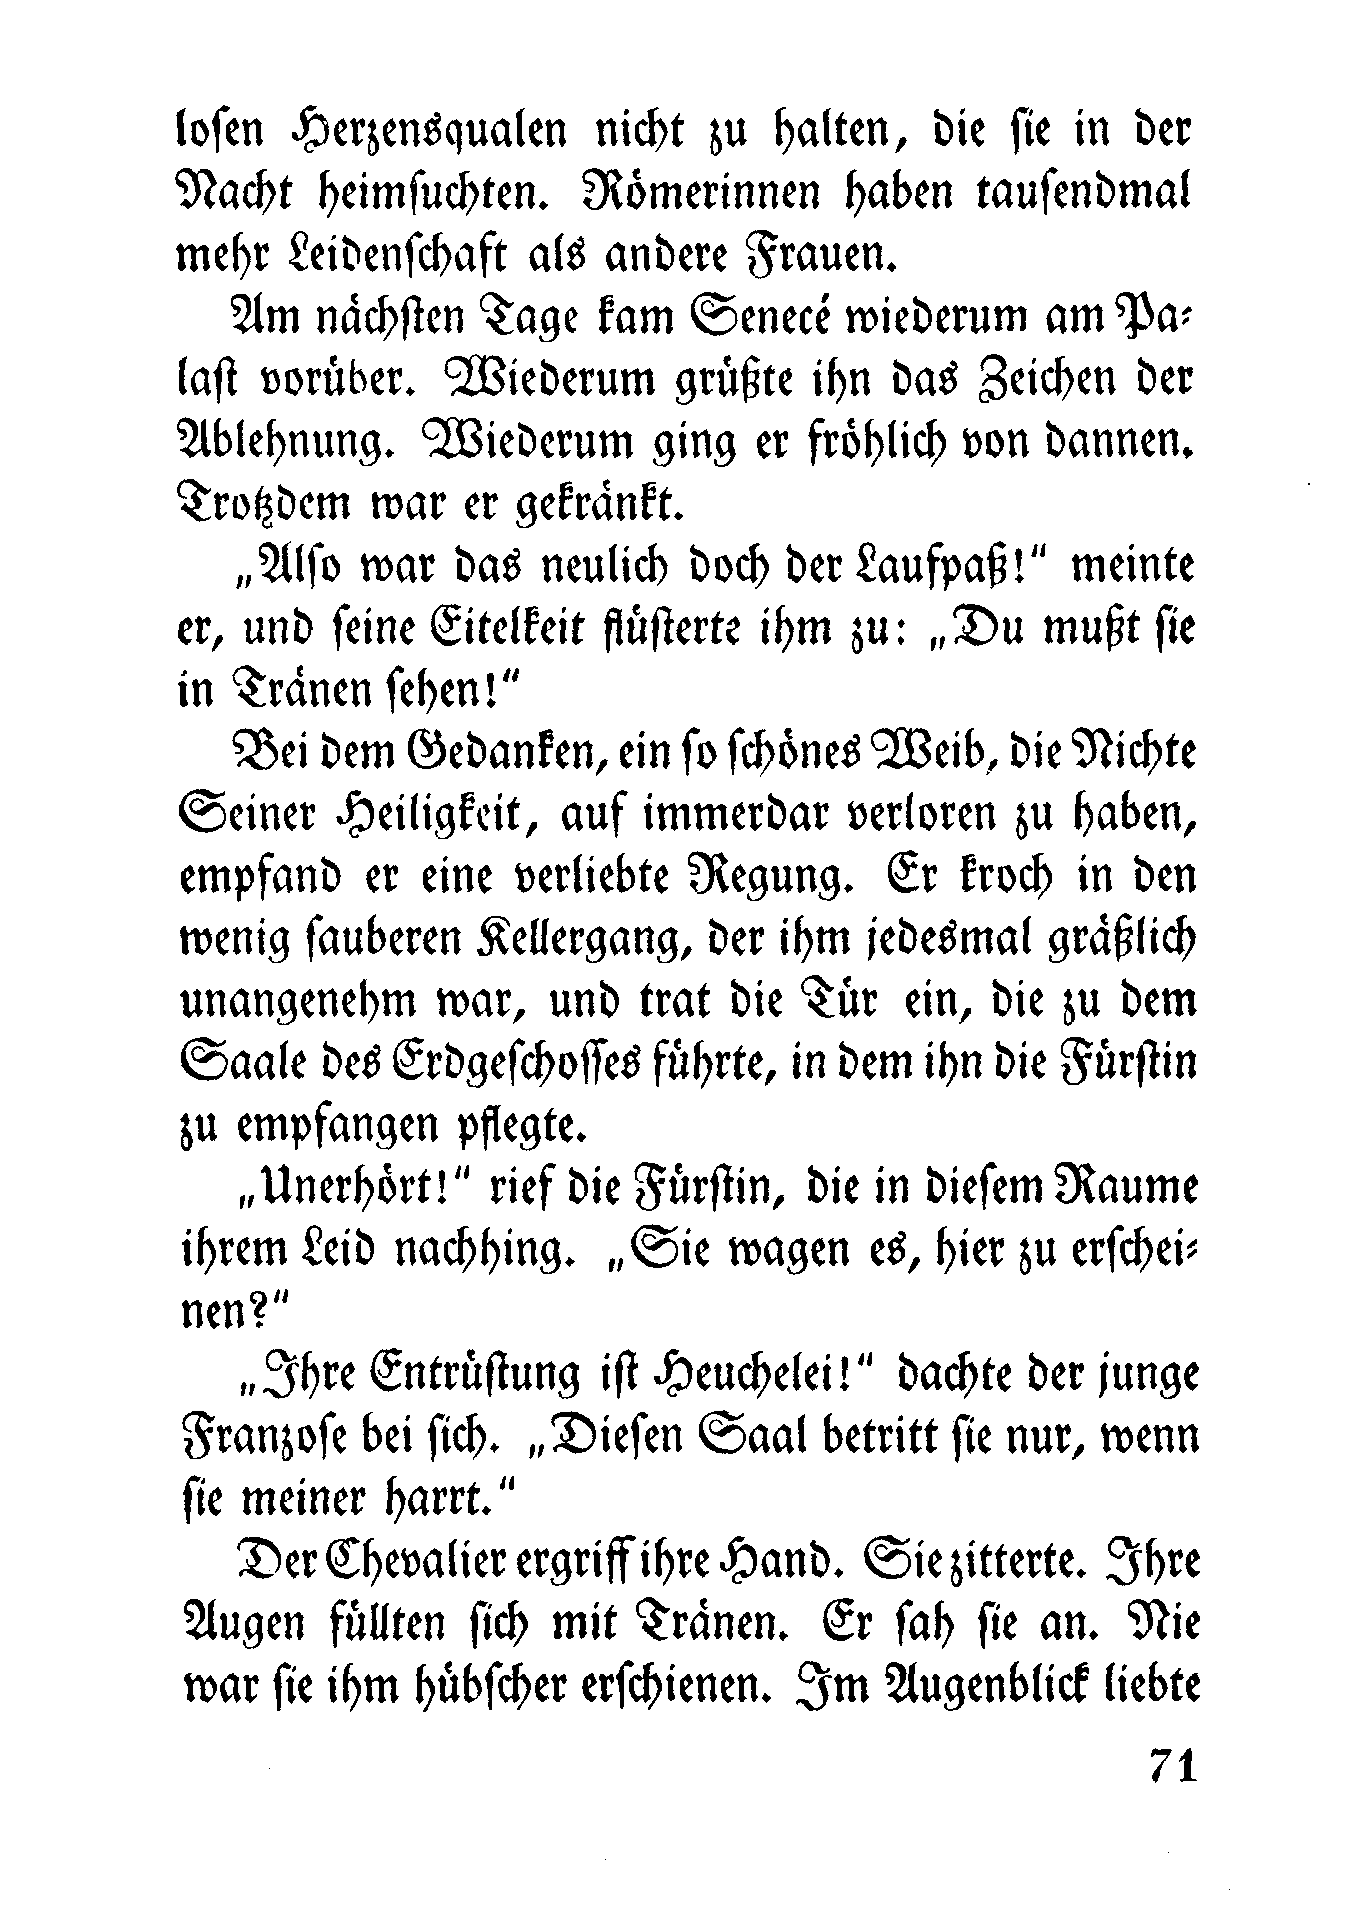 losen Herzensqualen nicht zu halten, die sie in der
Nacht heimsuchten. Römerinnen haben tausendmal
mehr Leidenschaft als andere Frauen.
Am nächsten Tage kam Senecé wiederum am Pa-
last vorüber. Wiederum grüßte ihn das Zeichen der
Ablehnung. Wiederum ging er fröhlich von dannen.
Trotzdem war er gekränkt.
„Also war das neulich doch der Laufpaß!“ meinte
er, und seine Eitelkeit flüsterte ihm zu: „Du mußt sie
in Tränen sehen!“
Bei dem Gedanken, ein so schönes Weib, die Nichte
Seiner Heiligkeit, auf immerdar verloren zu haben,
empfand er eine verliebte Regung. Er kroch in den
wenig sauberen Kellergang, der ihm jedesmal gräßlich
unangenehm war, und trat die Tür ein, die zu dem
Saale des Erdgeschosses führte, in dem ihn die Fürstin
zu empfangen pflegte.
„Unerhört!“ rief die Fürstin, die in diesem Raume
ihrem Leid nachhing. „Sie wagen es, hier zu erschei-
nen?“
„Ihre Entrüstung ist Heuchelei!“ dachte der junge
Franzose bei sich. „Diesen Saal betritt sie nur, wenn
sie meiner harrt.“
Der Chevalier ergriff ihre Hand. Sie zitterte. Ihre
Augen füllten sich mit Tränen. Er sah sie an. Nie
war sie ihm hübscher erschienen. Im Augenblick liebte
71